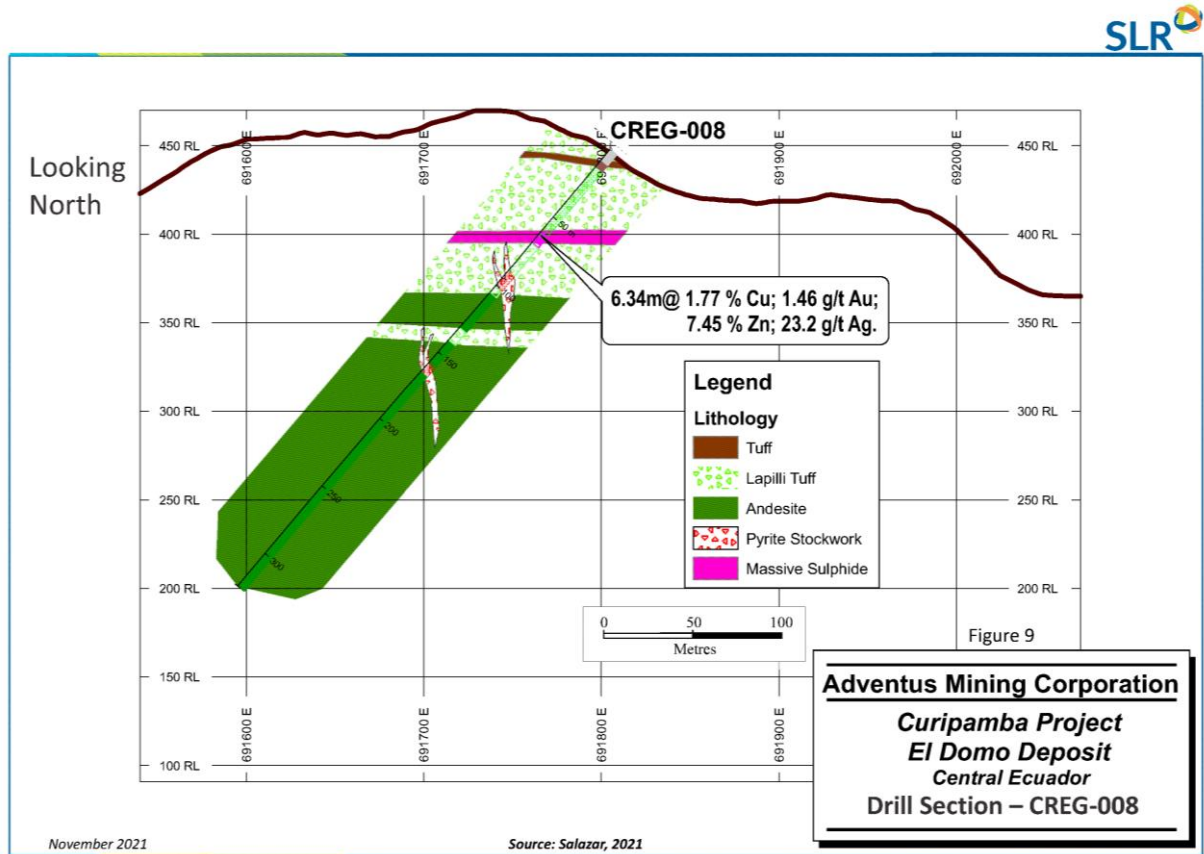 SLR
Looking
North
450 RL
400 RL
350 RL
300 RL
250 RL
200 RL
150 RL
100 RL
691600 E
691700 E
691900 E
692000 E
CREG-008
50 m
100
150
200
250
300
450 RL
400 RL
350 RL
300 RL
250 RL
200 RL
6.34m@ 1.77 % Cu; 1.46 g/t Au;
7.45 % Zn; 23.2 g/t Ag.
Legend
Lithology
Tuff
Lapilli Tuff
Andesite
Pyrite Stockwork
Massive Sulphide
0 50 100
Metres
691600 E
691700 E
691800 E
691900 E
Figure 9
Adventus Mining Corporation
Curipamba Project
El Domo Deposit
Central Ecuador
Drill Section – CREG-008
November 2021
Source: Salazar, 2021